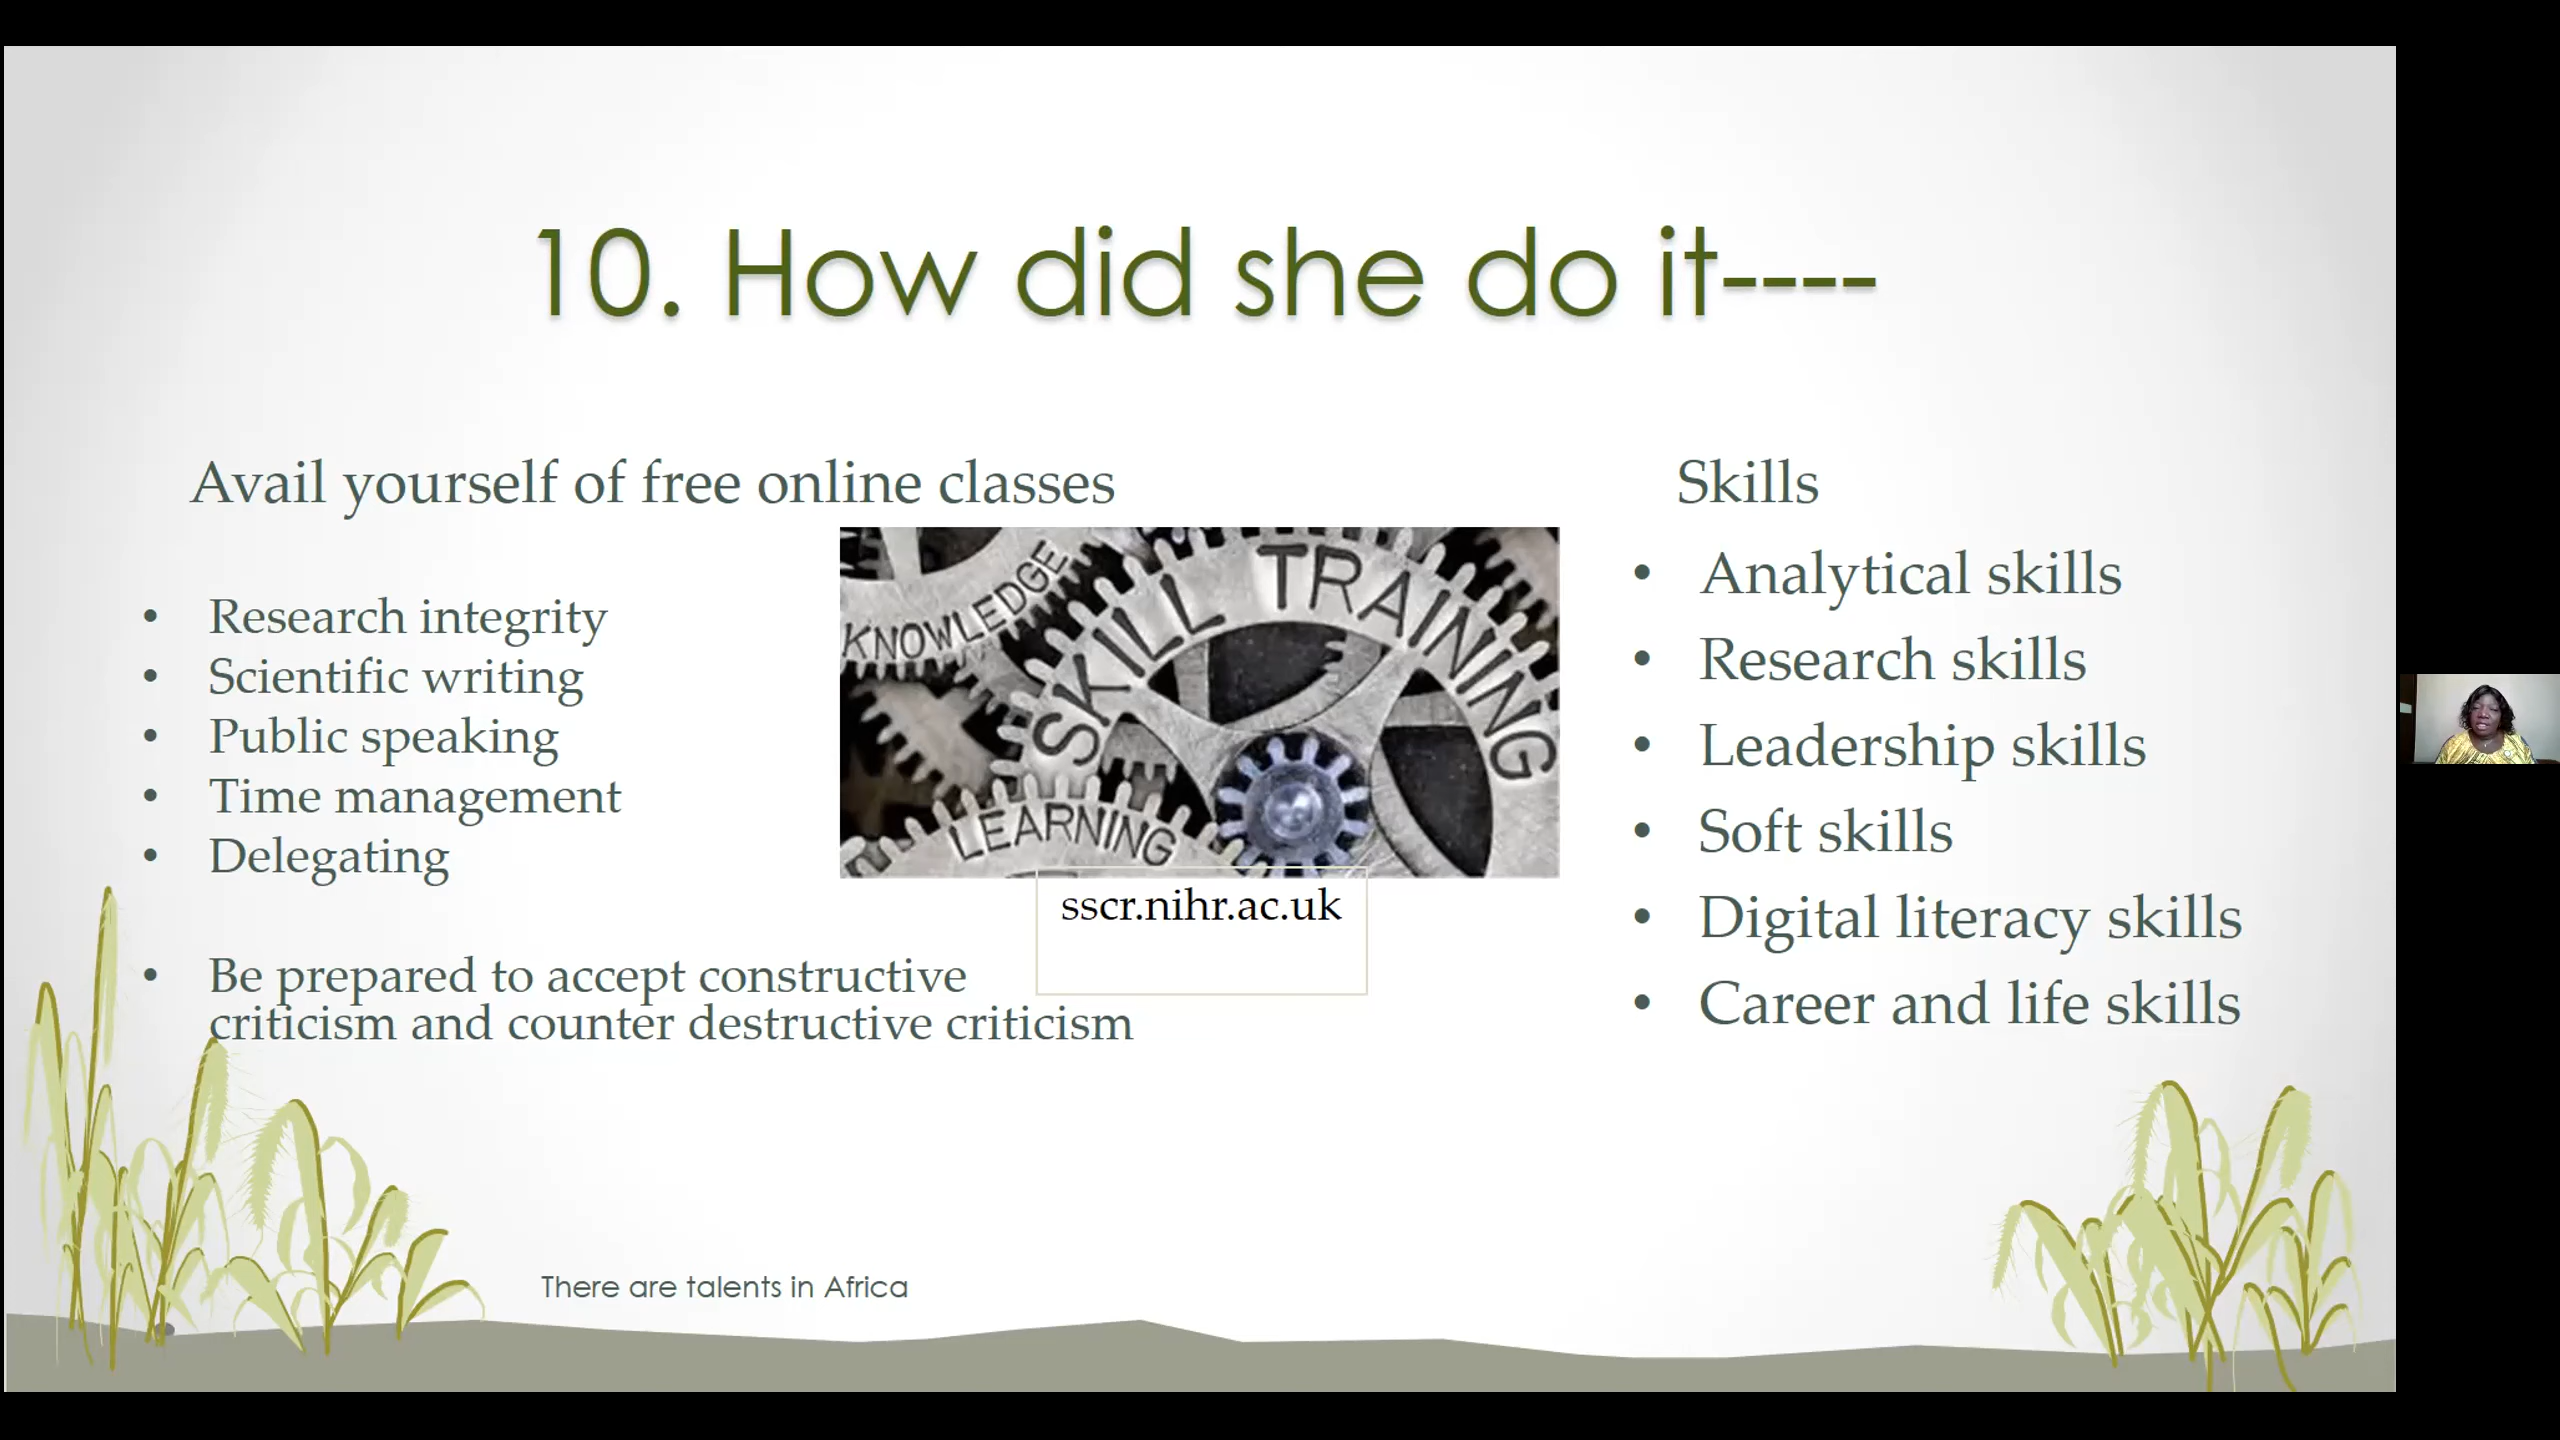 10. How did she do it----
Avail yourself of free online classes
• Research integrity
• Scientific writing
• Public speaking
• Time management
• Delegating
• Be prepared to accept constructive
criticism and counter destructive criticism
KNOWLEDGE
SKILL TRAINING
LEARNING
sscr.nihr.ac.uk
Skills
• Analytical skills
• Research skills
• Leadership skills
• Soft skills
• Digital literacy skills
• Career and life skills
There are talents in Africa